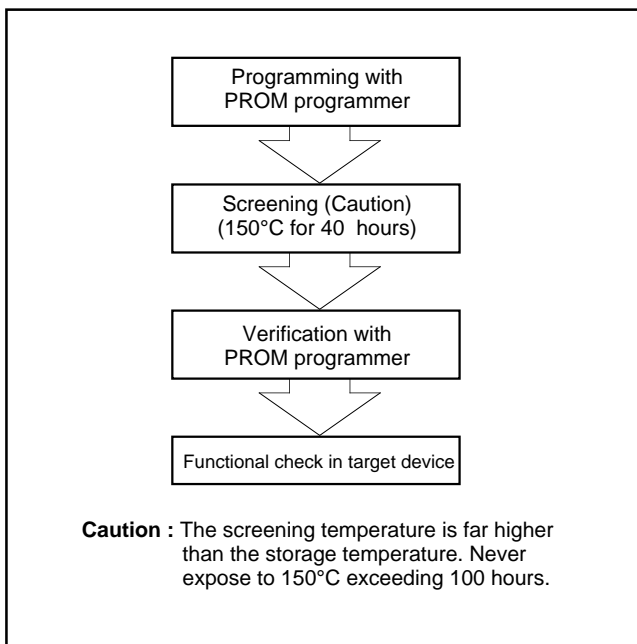 Programming with
PROM programmer
Screening (Caution)
(150°C for 40 hours)
Verification with
PROM programmer
Functional check in target device
Caution : The screening temperature is far higher
than the storage temperature. Never
expose to 150°C exceeding 100 hours.